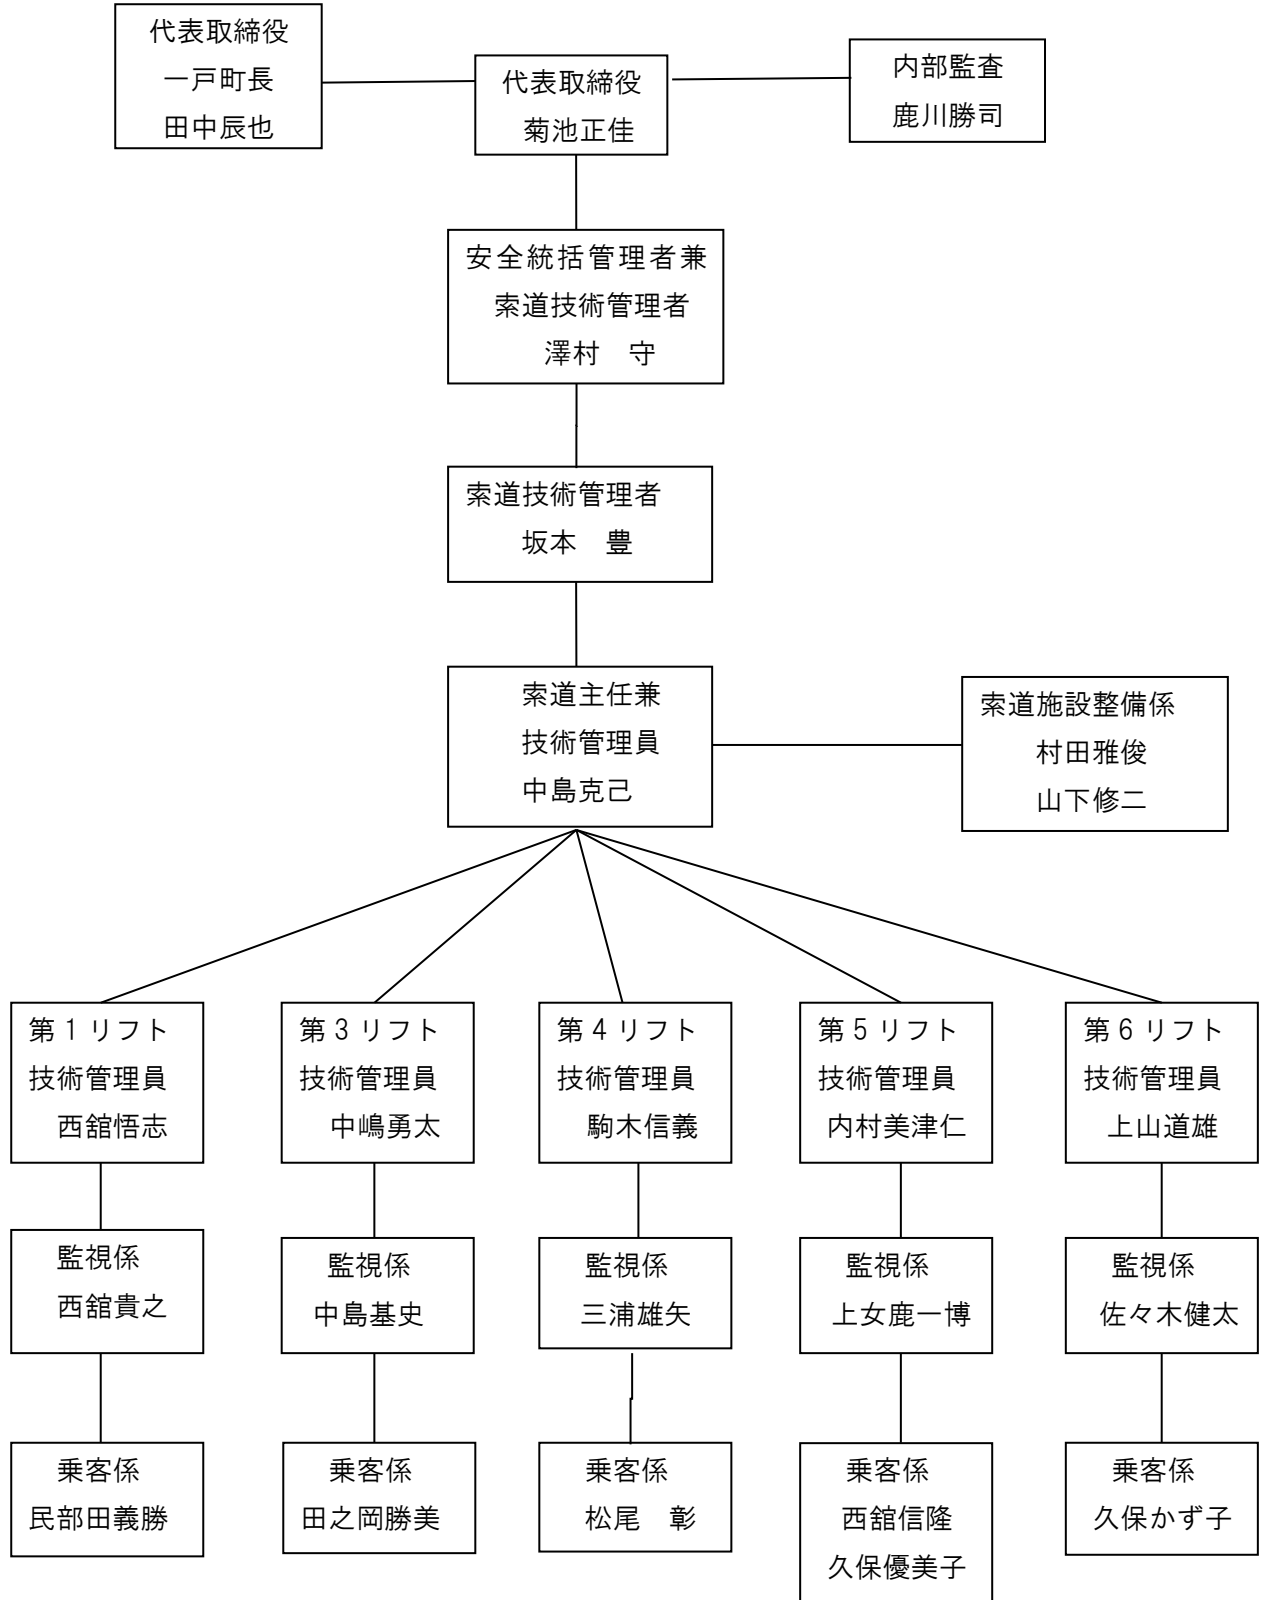 代表取締役
一戸町長
田中辰也
代表取締役
菊池正佳
内部監査
鹿川勝司
安全統括管理者兼
索道技術管理者
澤村　守
索道技術管理者
坂本　豊
索道主任兼
技術管理員
中島克己
索道施設整備係
村田雅俊
山下修二
第1リフト
技術管理員
西舘悟志
第3リフト
技術管理員
中嶋勇太
第4リフト
技術管理員
駒木信義
第5リフト
技術管理員
内村美津仁
第6リフト
技術管理員
上山道雄
監視係
西舘貴之
監視係
中島基史
監視係
三浦雄矢
監視係
上女鹿一博
監視係
佐々木健太
乗客係
民部田義勝
乗客係
田之岡勝美
乗客係
松尾　彰
乗客係
西舘信隆
久保優美子
乗客係
久保かず子